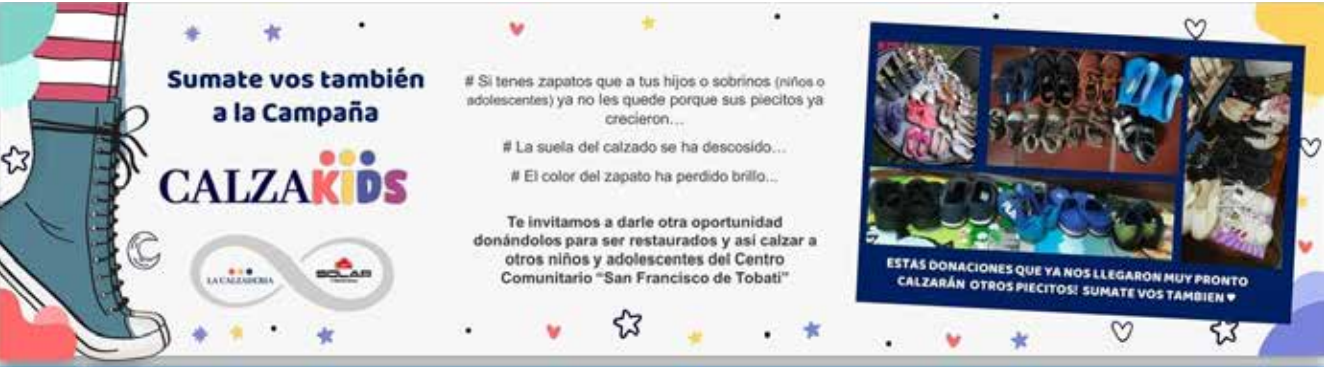 Sumate vos también
a la Campaña
CALZAKIDS
LA CALZADERIA
SOLAR
# Si tenes zapatos que a tus hijos o sobrinos (niños o
adolescentes) ya no les quede porque sus piecitos ya
crecieron...
# La suela del calzado se ha descosido...
# El color del zapato ha perdido brillo...
Te invitamos a darle otra oportunidad
donándolos para ser restaurados y asi calzar a
otros niños y adolescentes del Centro
Comunitario "San Francisco de Tobati"
ESTAS DONACIONES QUE YA NOS LLEGARON MUY PRONTO
CALZARÁN OTROS PIECITOS! SUMATE VOS TAMBIEN ♥